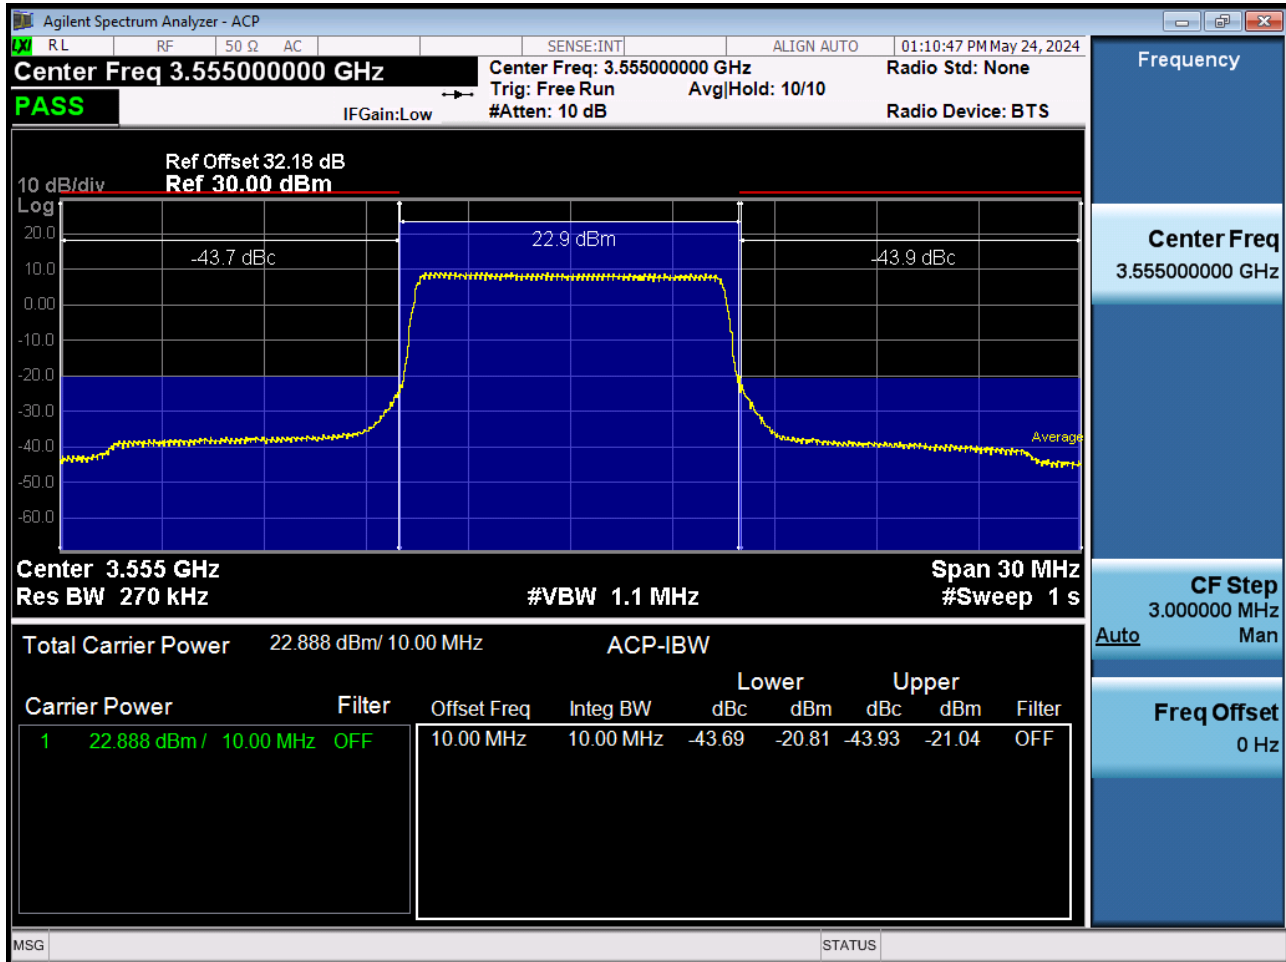 Agilent Spectrum Analyzer - ACP
LXI RL RF 50 Ω AC SENSE:INT ALIGN AUTO 01:10:47 PM May 24, 2024
Center Freq 3.555000000 GHz
PASS
IFGain:Low
Center Freq: 3.555000000 GHz
Trig: Free Run Avg|Hold: 10/10
#Atten: 10 dB
Radio Std: None
Radio Device: BTS
Ref Offset 32.18 dB
10 dB/div Ref 30.00 dBm
Log
20.0
10.0
0.00
-10.0
-20.0
-30.0
-40.0
-50.0
-60.0
-43.7 dBc
22.9 dBm
-43.9 dBc
Average
Center 3.555 GHz Span 30 MHz
Res BW 270 kHz #VBW 1.1 MHz #Sweep 1 s
Total Carrier Power 22.888 dBm/ 10.00 MHz ACP-IBW
Lower Upper
Carrier Power Filter Offset Freq Integ BW dBc dBm dBc dBm Filter
1 22.888 dBm / 10.00 MHz OFF 10.00 MHz 10.00 MHz -43.69 -20.81 -43.93 -21.04 OFF
MSG STATUS
Frequency
Center Freq
3.555000000 GHz
CF Step
3.000000 MHz
Auto Man
Freq Offset
0 Hz